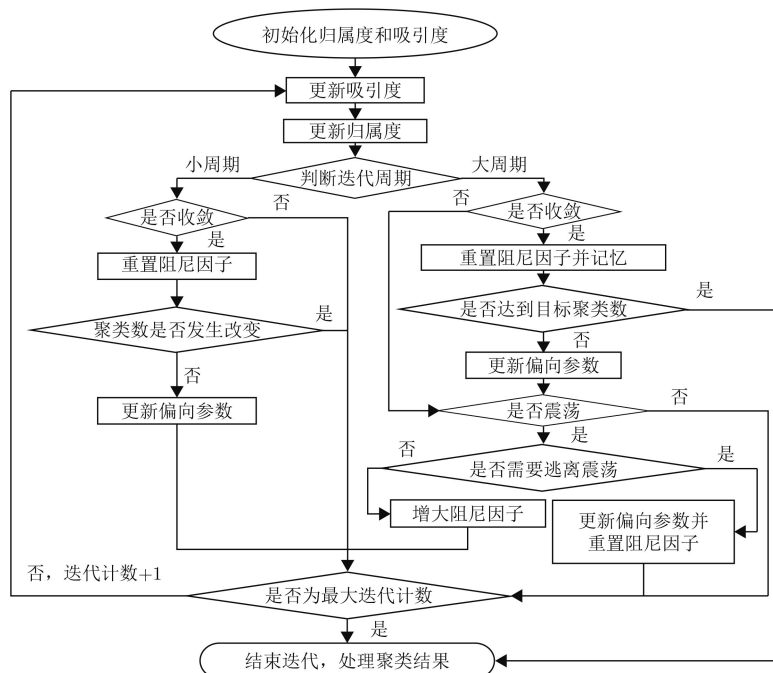 初始化归属度和吸引度
更新吸引度
更新归属度
小周期
判断迭代周期
大周期
是否收敛
否
是
重置阻尼因子
聚类数是否发生改变
是
否
更新偏向参数
否
是否收敛
是
重置阻尼因子并记忆
是否达到目标聚类数
是
否
更新偏向参数
是否震荡
否
是
否
是否需要逃离震荡
是
增大阻尼因子
更新偏向参数并
重置阻尼因子
否，迭代计数+1
是否为最大迭代计数
是
结束迭代，处理聚类结果